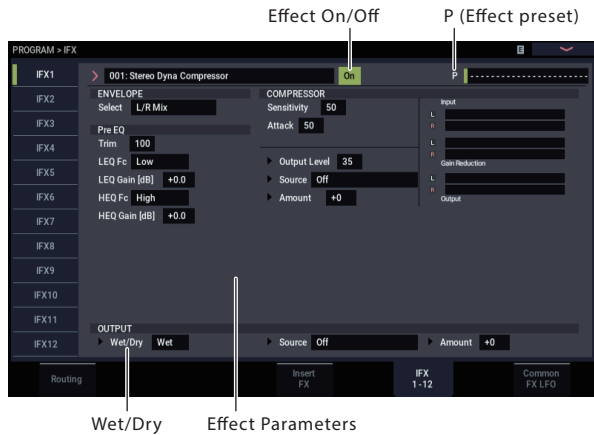 Effect On/Off
P (Effect preset)
PROGRAM > IFX
E
IFX1
001: Stereo Dyna Compressor
On
P
IFX2
IFX3
IFX4
IFX5
IFX6
IFX7
IFX8
IFX9
IFX10
IFX11
IFX12
ENVELOPE
Select L/R Mix
Pre EQ
Trim 100
LEQ Fc Low
LEQ Gain [dB] +0.0
HEQ Fc High
HEQ Gain [dB] +0.0
COMPRESSOR
Sensitivity 50
Attack 50
Output Level 35
Source Off
Amount +0
Input
L
R
L
R
Gain Reduction
L
R
Output
OUTPUT
Wet/Dry Wet
Source Off
Amount +0
Routing
Insert
FX
IFX
1-12
Common
FX LFO
Wet/Dry
Effect Parameters